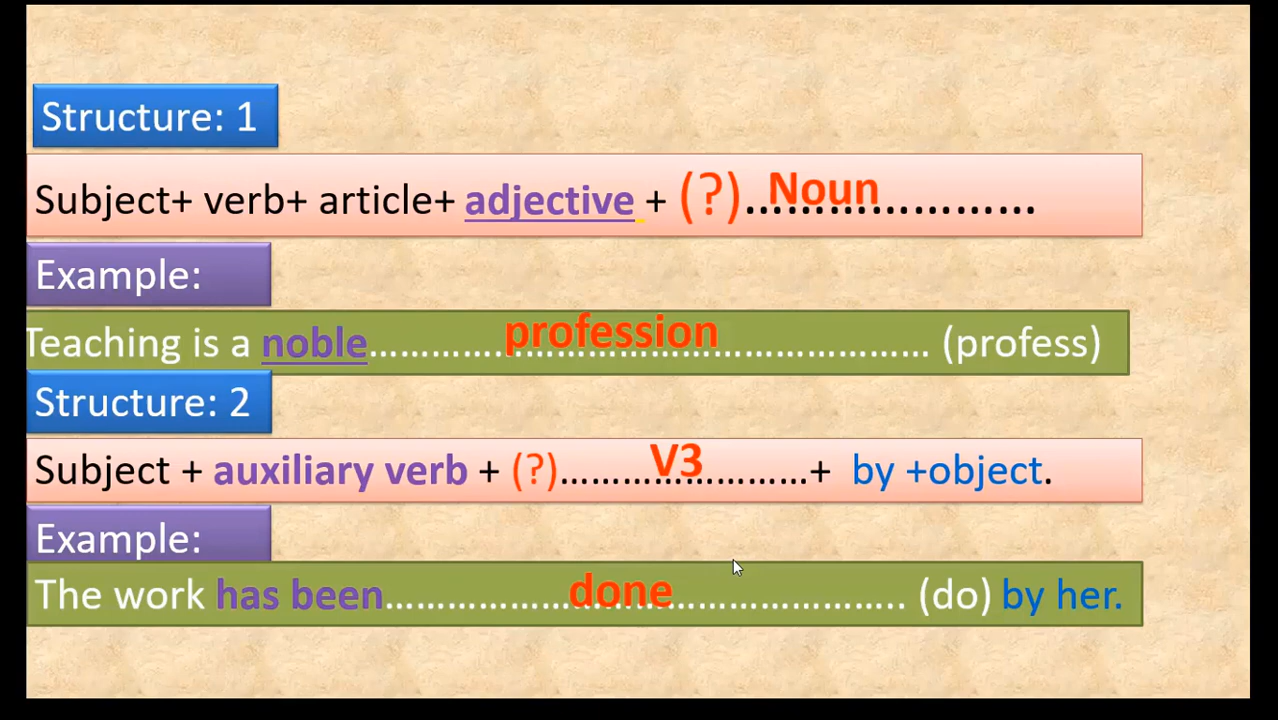 Structure: 1
Subject+ verb+ article+ adjective + (?)…Noun………………
Example:
Teaching is a noble……………profession…………………… (profess)
Structure: 2
Subject + auxiliary verb + (?)………V3…………+ by +object.
Example:
The work has been………………done…………………….. (do) by her.